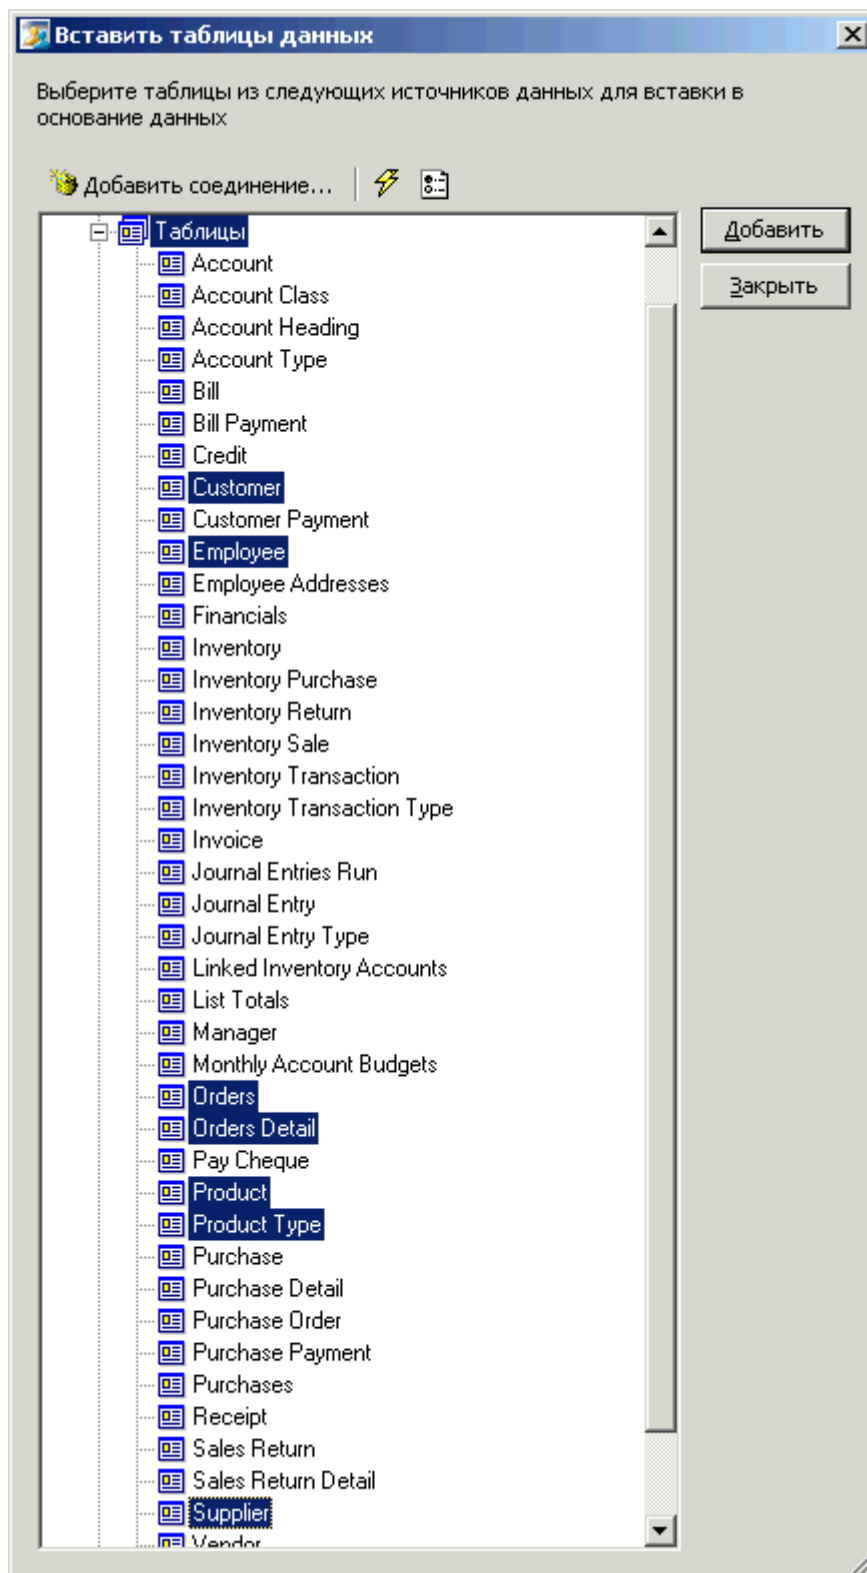 Вставить таблицы данных
Выберите таблицы из следующих источников данных для вставки в
основание данных
Добавить соединение...
Таблицы
Добавить
Account
Закрыть
Account Class
Account Heading
Account Type
Bill
Bill Payment
Credit
Customer
Customer Payment
Employee
Employee Addresses
Financials
Inventory
Inventory Purchase
Inventory Return
Inventory Sale
Inventory Transaction
Inventory Transaction Type
Invoice
Journal Entries Run
Journal Entry
Journal Entry Type
Linked Inventory Accounts
List Totals
Manager
Monthly Account Budgets
Orders
Orders Detail
Pay Cheque
Product
Product Type
Purchase
Purchase Detail
Purchase Order
Purchase Payment
Purchases
Receipt
Sales Return
Sales Return Detail
Supplier
Vendor